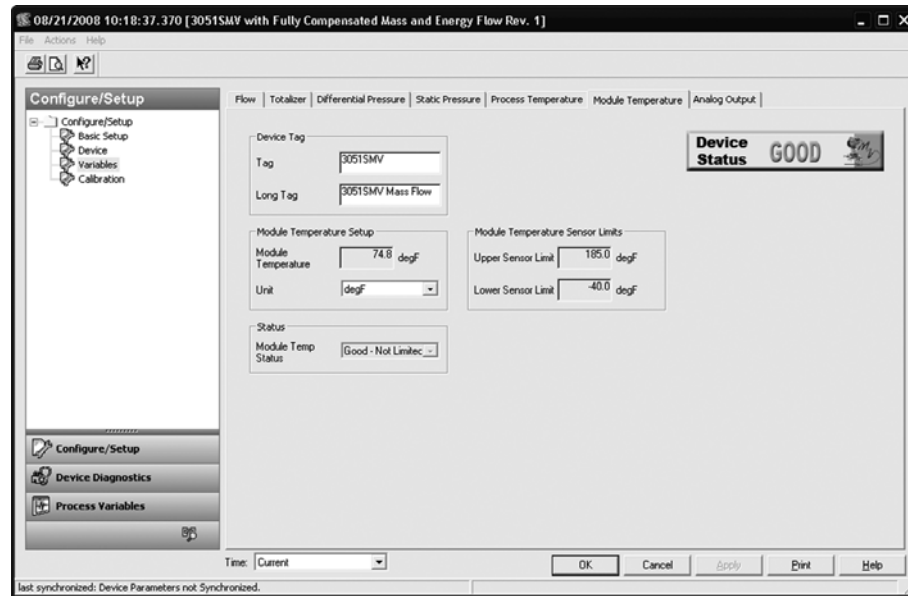 08/21/2008 10:18:37.370 [3051SMV with Fully Compensated Mass and Energy Flow Rev. 1]
File Actions Help
Configure/Setup
Configure/Setup
Basic Setup
Device
Variables
Calibration
Configure/Setup
Device Diagnostics
Process Variables
Flow Totalizer Differential Pressure Static Pressure Process Temperature Module Temperature Analog Output
Device Tag
Tag 3051SMV
Long Tag 3051SMV Mass Flow
Device Status GOOD
Module Temperature Setup
Module Temperature 74.8 degF
Unit degF
Module Temperature Sensor Limits
Upper Sensor Limit 185.0 degF
Lower Sensor Limit -40.0 degF
Status
Module Temp Status Good - Not Limitec
Time: Current
OK Cancel Apply Print Help
last synchronized: Device Parameters not Synchronized.